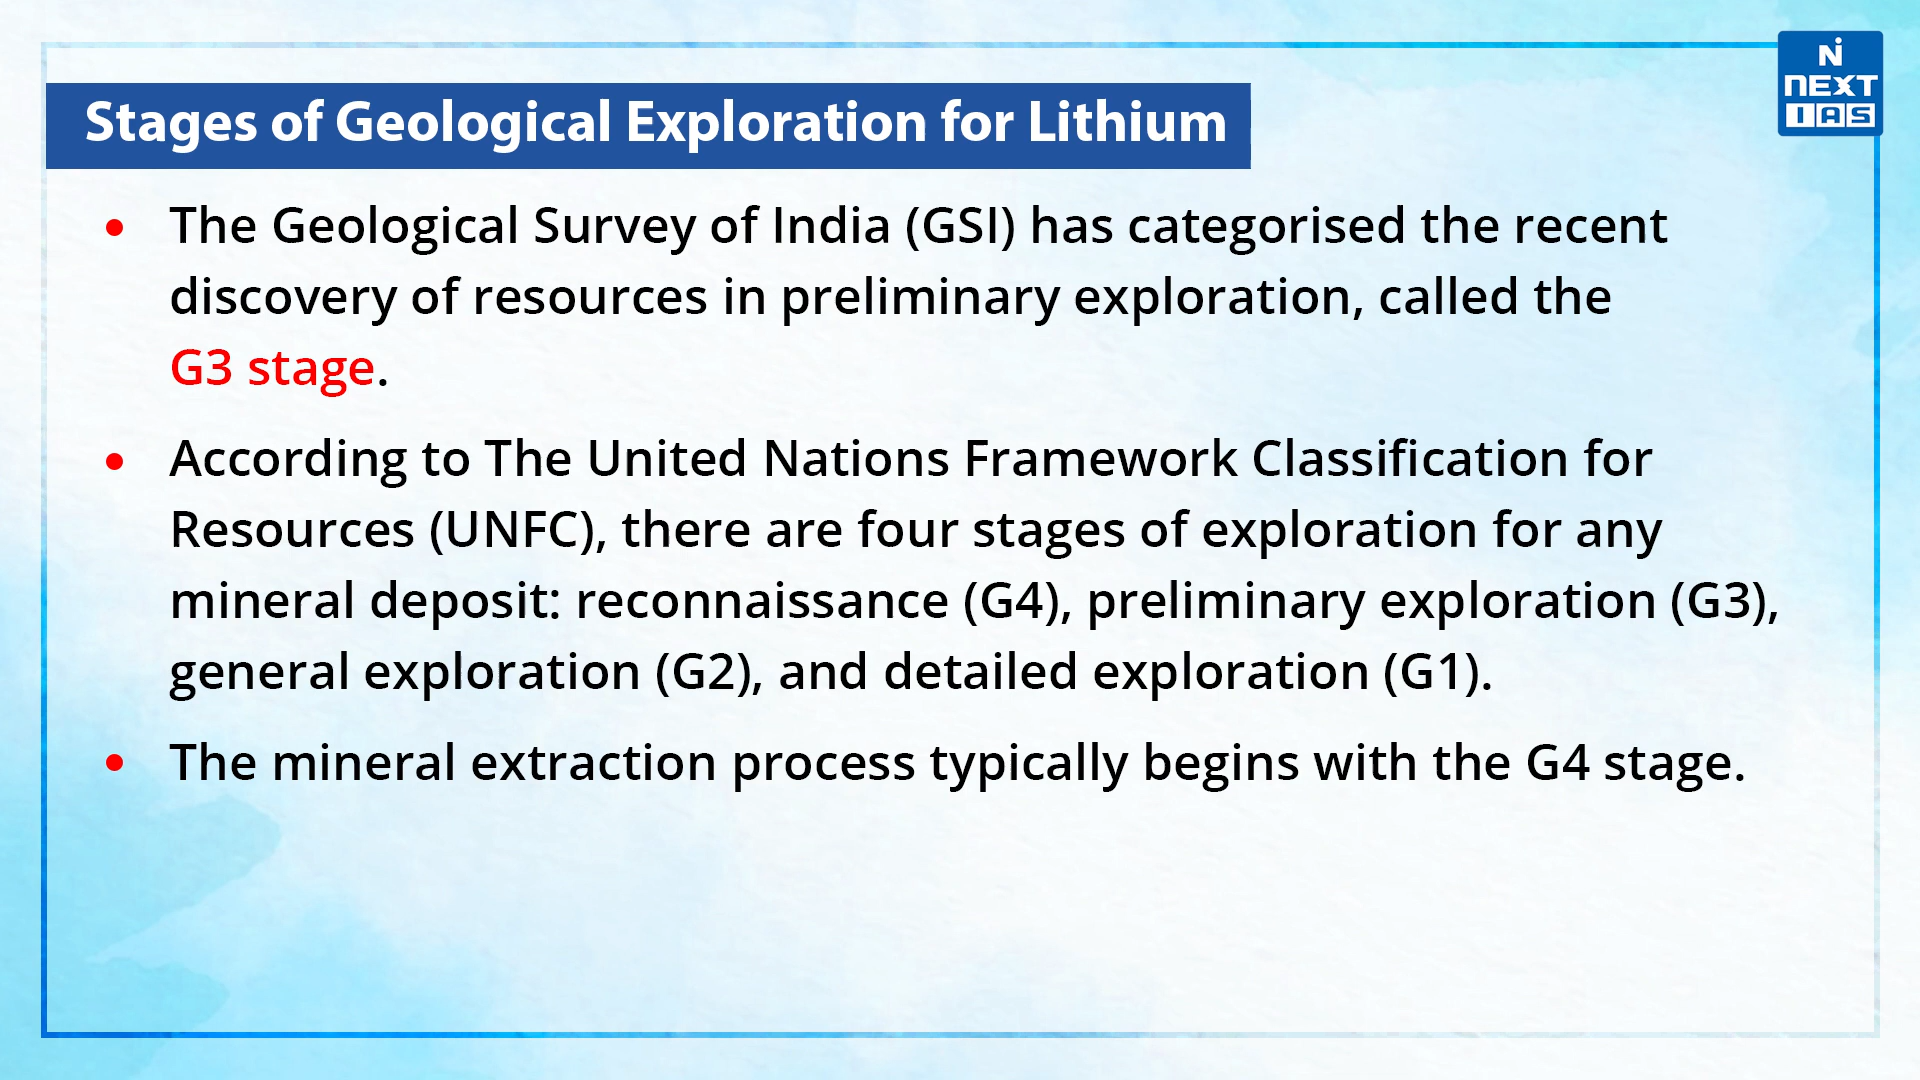 N
NEXT
IAS
Stages of Geological Exploration for Lithium
• The Geological Survey of India (GSI) has categorised the recent
discovery of resources in preliminary exploration, called the
G3 stage.
• According to The United Nations Framework Classification for
Resources (UNFC), there are four stages of exploration for any
mineral deposit: reconnaissance (G4), preliminary exploration (G3),
general exploration (G2), and detailed exploration (G1).
• The mineral extraction process typically begins with the G4 stage.